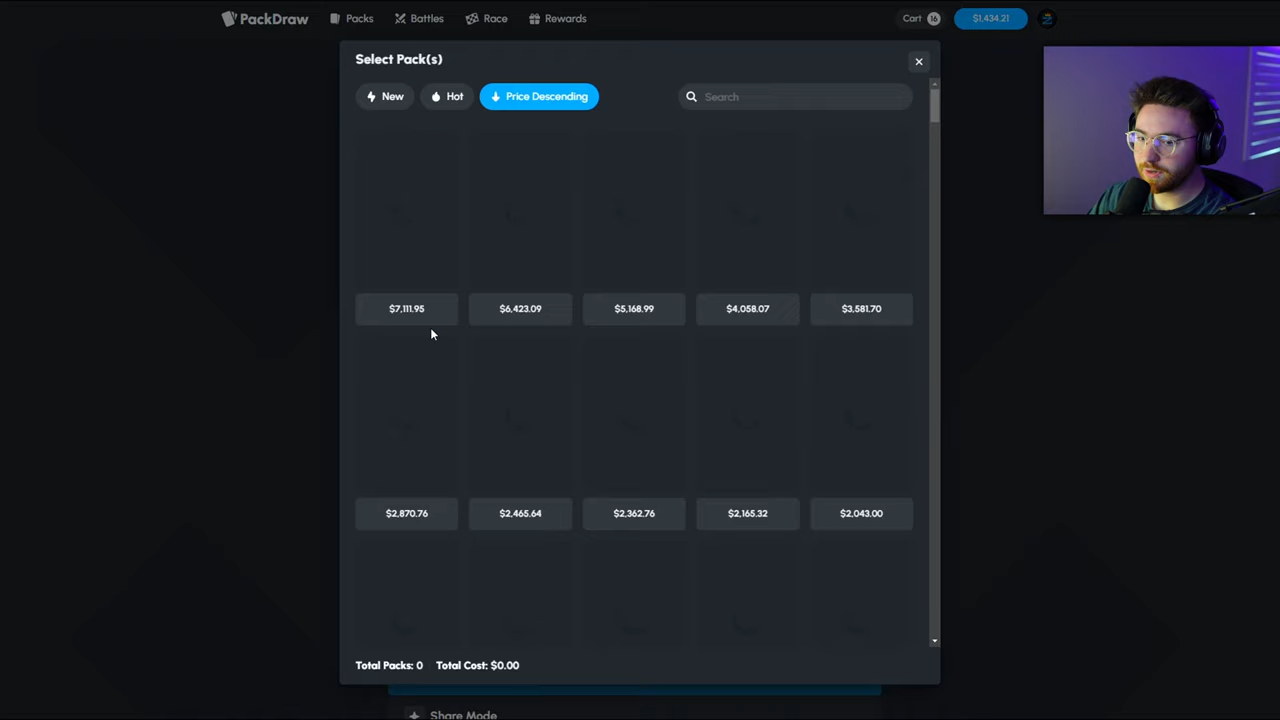 PackDraw Packs Battles Race Rewards Cart 16 $1,434.21
Select Pack(s)
New Hot Price Descending Search
$7,111.95 $6,423.09 $5,168.99 $4,058.07 $3,581.70
$2,870.76 $2,465.64 $2,362.76 $2,165.32 $2,043.00
Total Packs: 0 Total Cost: $0.00
Share Mode